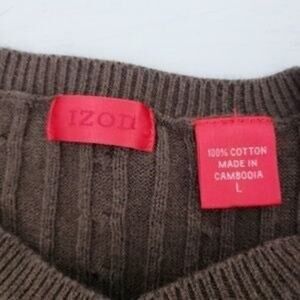 IZOD
100% COTTON
MADE IN
CAMBODIA
L